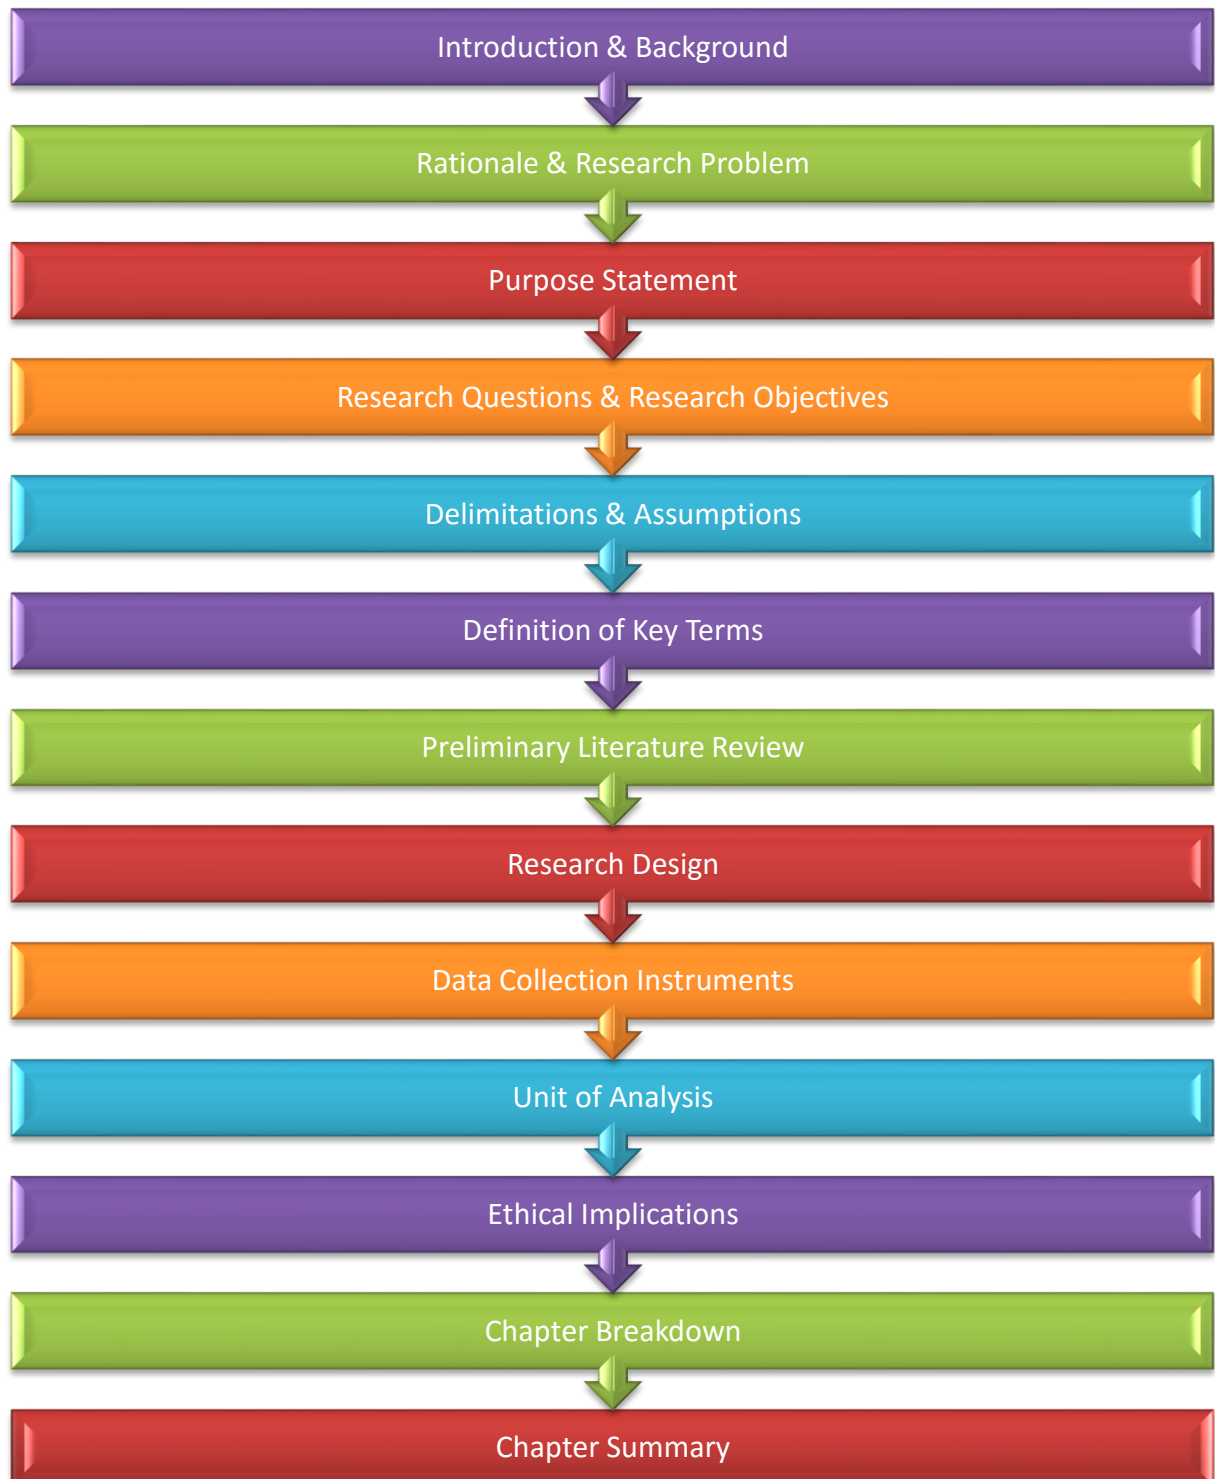 Introduction & Background
Rationale & Research Problem
Purpose Statement
Research Questions & Research Objectives
Delimitations & Assumptions
Definition of Key Terms
Preliminary Literature Review
Research Design
Data Collection Instruments
Unit of Analysis
Ethical Implications
Chapter Breakdown
Chapter Summary